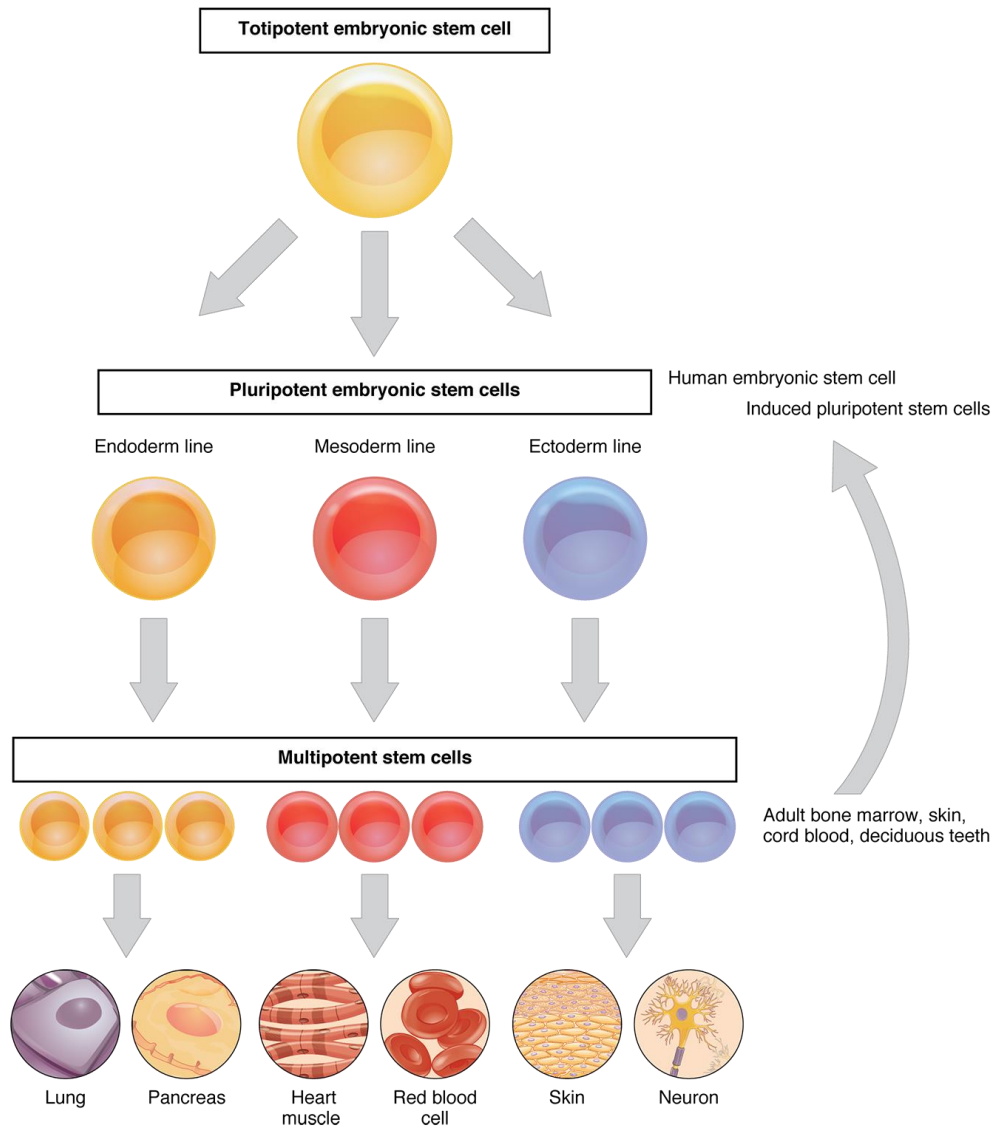 Totipotent embryonic stem cell
Pluripotent embryonic stem cells
Human embryonic stem cell
Induced pluripotent stem cells
Endoderm line
Mesoderm line
Ectoderm line
Multipotent stem cells
Adult bone marrow, skin,
cord blood, deciduous teeth
Lung
Pancreas
Heart
muscle
Red blood
cell
Skin
Neuron